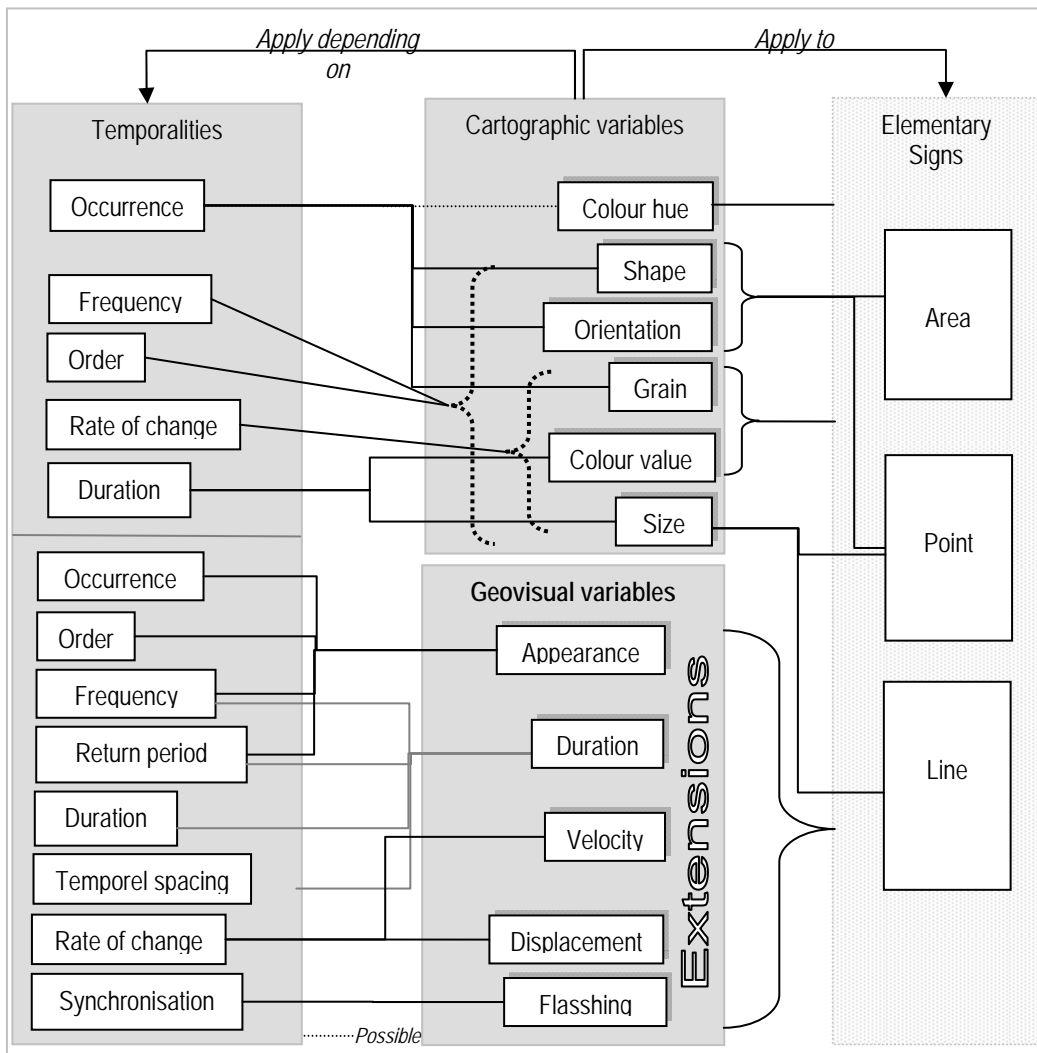 Apply depending
on
Apply to
Temporalities
Occurrence
Frequency
Order
Rate of change
Duration
Occurrence
Order
Frequency
Return period
Duration
Temporel spacing
Rate of change
Synchronisation
Possible
Cartographic variables
Colour hue
Shape
Orientation
Grain
Colour value
Size
Geovisual variables
Appearance
Duration
Velocity
Displacement
Flasshing
Extensions
Elementary
Signs
Area
Point
Line